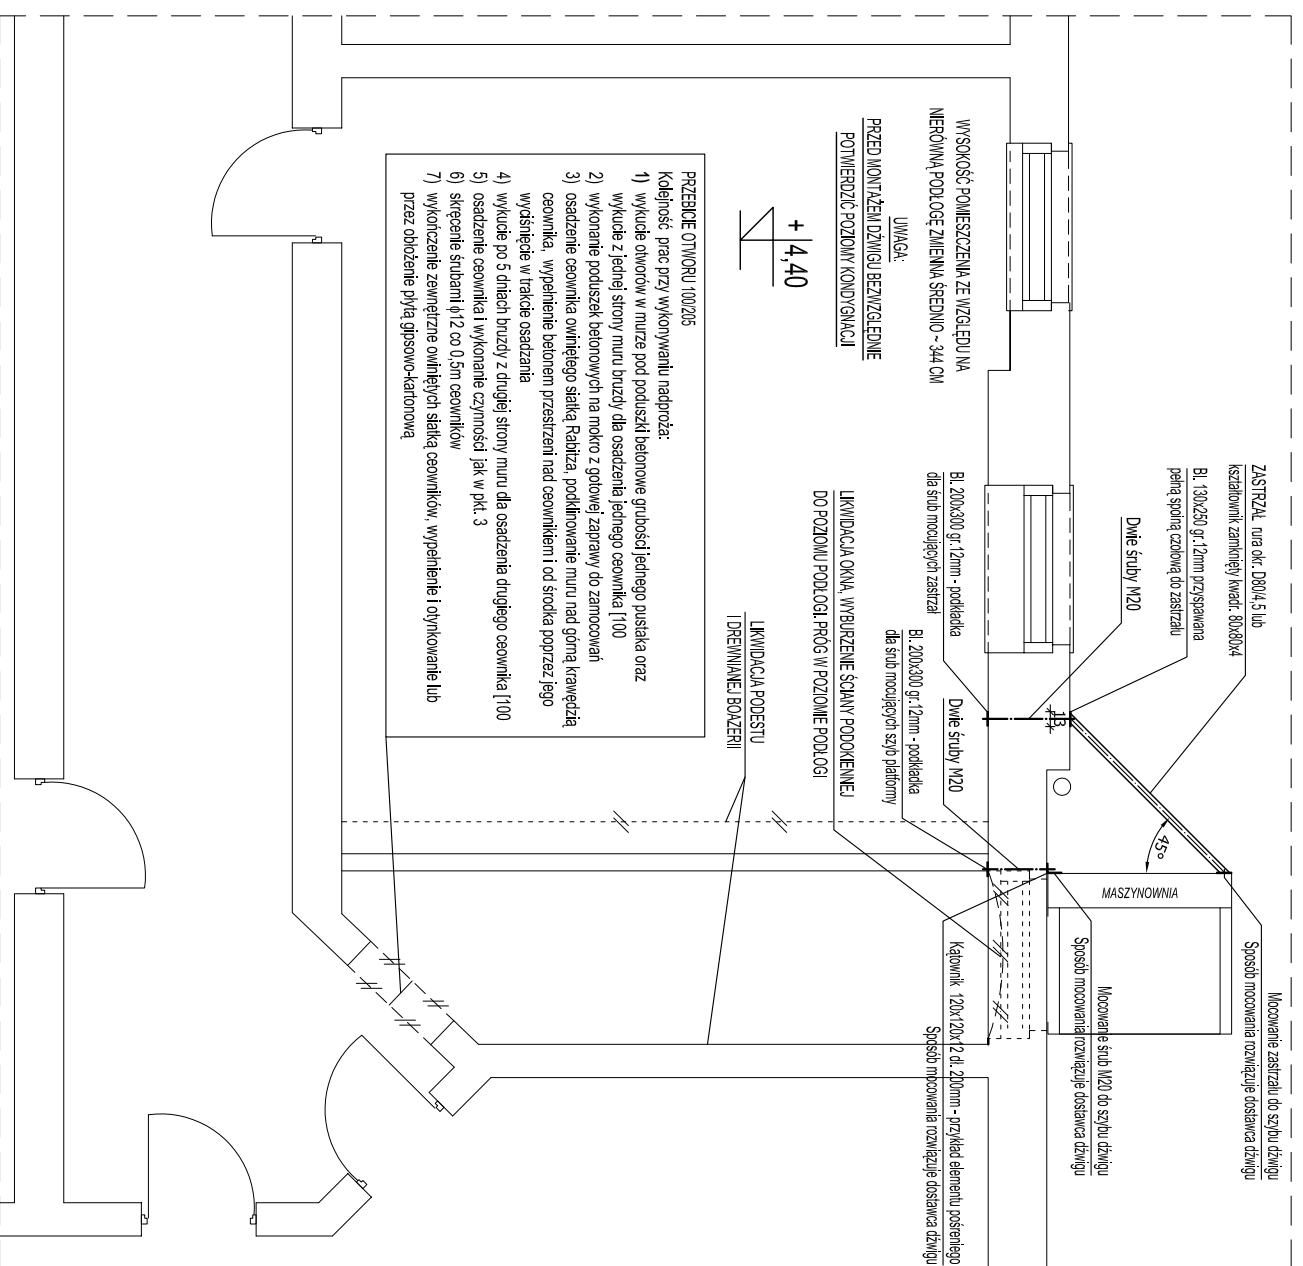 ZASTRZAŁ rura okr. D80/4,5 lub
kształtownik zamknięty kwadr. 80x80x4
Bl. 130x250 gr.12mm przyspawana
pełną spoiną czołową do zastrzału
Dwie śruby M20
Bl. 200x300 gr.12mm - podkładka
dla śrub mocujących zastrzał
Dwie śruby M20
Bl. 200x300 gr.12mm - podkładka
dla śrub mocujących szyb platformy
LIKWIDACJA OKNA, WYBURZENIE ŚCIANY PODOKIENNEJ
DO POZIOMU PODŁOGI. PRÓG W POZIOMIE PODŁOGI
LIKWIDACJA PODESTU
I DREWNIANEJ BOAZERII
WYSOKOŚĆ POMIESZCZENIA ZE WZGLĘDU NA
NIERÓWNĄ PODŁOGĘ ZMIENNA ŚREDNIO ~ 344 CM
UWAGA:
PRZED MONTAŻEM DŹWIGU BEZWZGLĘDNIE
POTWIERDZIĆ POZIOMY KONDYGNACJI
+ 4,40
PRZEBICIE OTWORU 100/205
Kolejność prac przy wykonywaniu nadproża:
1) wykucie otworów w murze pod poduszki betonowe grubości jednego pustaka oraz
wykucie z jednej strony muru bruzdy dla osadzenia jednego ceownika [100
2) wykonanie poduszek betonowych na mokro z gotowej zaprawy do zamocowań
3) osadzenie ceownika owiniętego siatką Rabitza, podklinowanie muru nad górną krawędzią
ceownika, wypełnienie betonem przestrzeni nad ceownikiem i od środka poprzez jego
wyciśnięcie w trakcie osadzania
4) wykucie po 5 dniach bruzdy z drugiej strony muru dla osadzenia drugiego ceownika [100
5) osadzenie ceownika i wykonanie czynności jak w pkt. 3
6) skręcenie śrubami ϕ12 co 0,5m ceowników
7) wykończenie zewnętrzne owiniętych siatką ceowników, wypełnienie i otynkowanie lub
przez obłożenie płytą gipsowo-kartonową
13
45°
MASZYNOWNIA
Mocowanie zastrzału do szybu dźwigu
Sposób mocowania rozwiązuje dostawca dźwigu
Mocowanie śrub M20 do szybu dźwigu
Sposób mocowania rozwiązuje dostawca dźwigu
Kątownik 120x120x12 dł. 200mm - przykład elementu pośreniego
Sposób mocowania rozwiązuje dostawca dźwigu